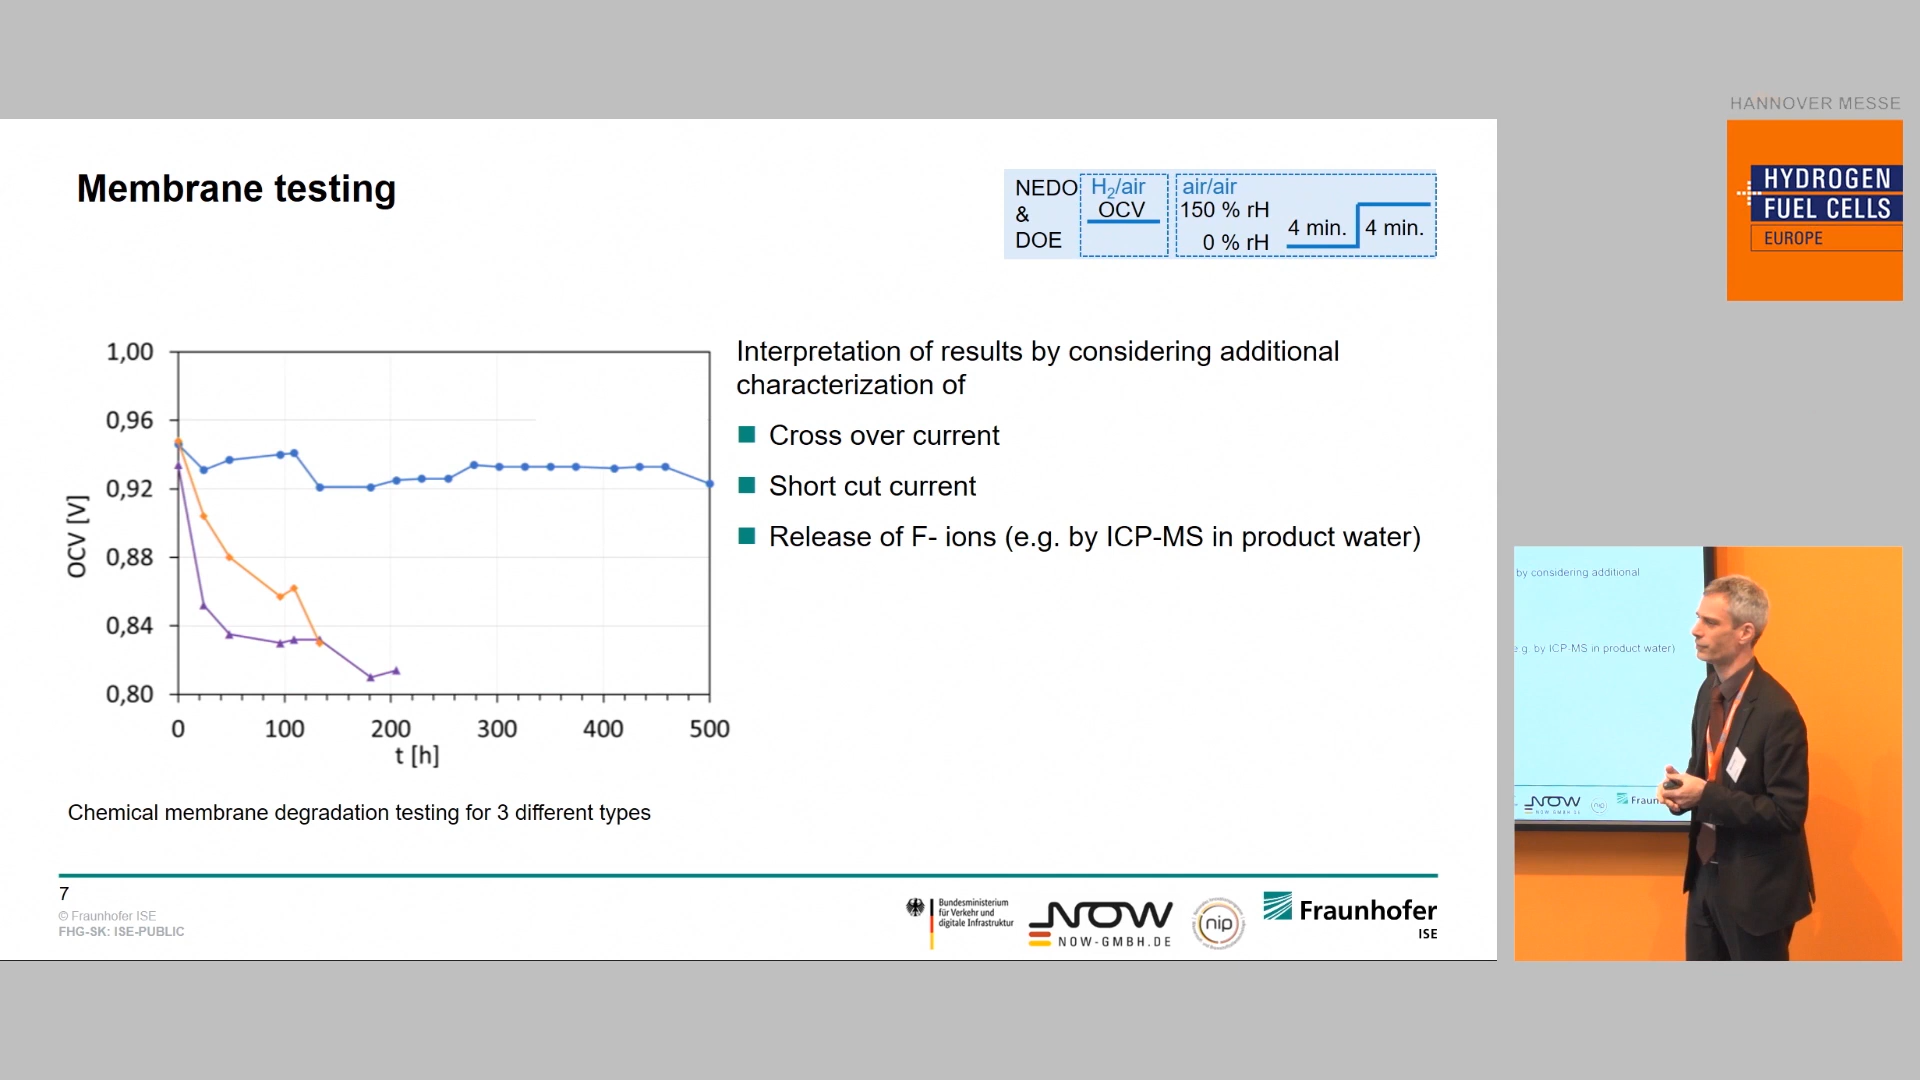 HANNOVER MESSE
HYDROGEN
FUEL CELLS
EUROPE
Membrane testing
NEDO
&
DOE
H2/air
OCV
air/air
150 % rH
0 % rH
4 min.
4 min.
1,00
0,96
0,92
0,88
0,84
0,80
OCV [V]
0
100
200
300
400
500
t [h]
Chemical membrane degradation testing for 3 different types
Interpretation of results by considering additional
characterization of
Cross over current
Short cut current
Release of F- ions (e.g. by ICP-MS in product water)
7
© Fraunhofer ISE
FHG-SK: ISE-PUBLIC
Bundesministerium
für Verkehr und
digitale Infrastruktur
NOW
NOW-GMBH.DE
nip
Fraunhofer
ISE
by considering additional
e.g. by ICP-MS in product water)
NOW
nip
Fraun